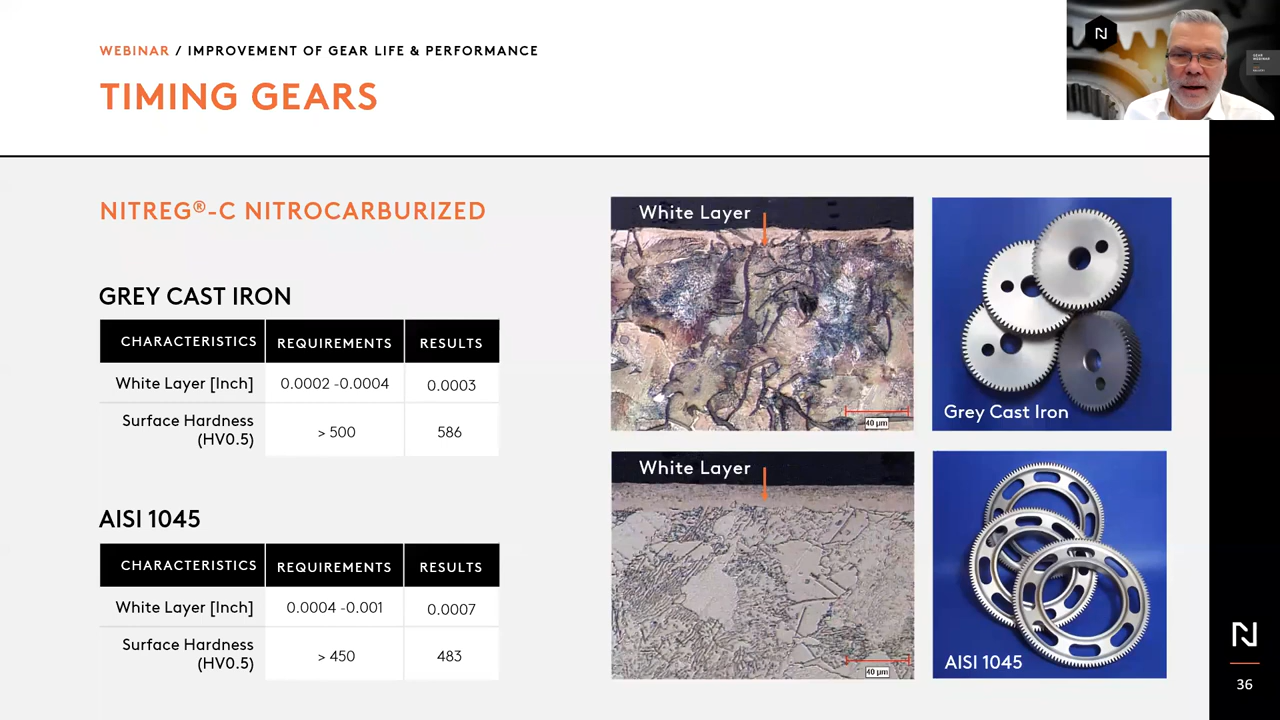 WEBINAR / IMPROVEMENT OF GEAR LIFE & PERFORMANCE
TIMING GEARS
NITREG®-C NITROCARBURIZED
GREY CAST IRON
CHARACTERISTICS REQUIREMENTS RESULTS
White Layer [Inch] 0.0002 -0.0004 0.0003
Surface Hardness
(HV0.5) > 500 586
AISI 1045
CHARACTERISTICS REQUIREMENTS RESULTS
White Layer [Inch] 0.0004 -0.001 0.0007
Surface Hardness
(HV0.5) > 450 483
White Layer
40 µm
Grey Cast Iron
White Layer
40 µm
AISI 1045
N
36
N
GEAR
WEBINAR